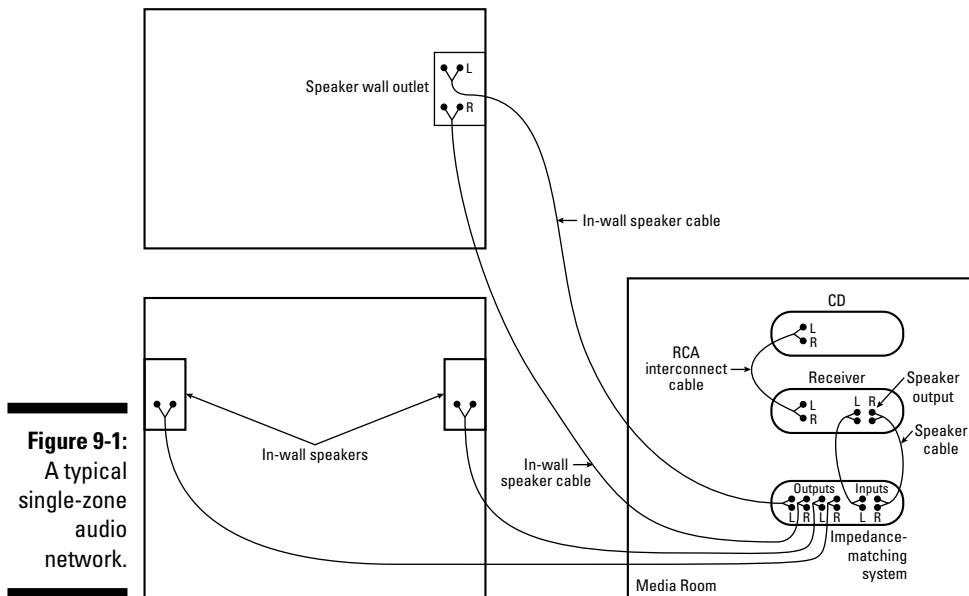 Speaker wall outlet
L
R
In-wall speaker cable
CD
L
R
RCA
interconnect
cable
Receiver
L
R
L R
Speaker
output
Speaker
cable
In-wall speakers
In-wall
speaker cable
Outputs Inputs
L R L R L R
Impedance-
matching
system
Media Room
Figure 9-1:
A typical
single-zone
audio
network.